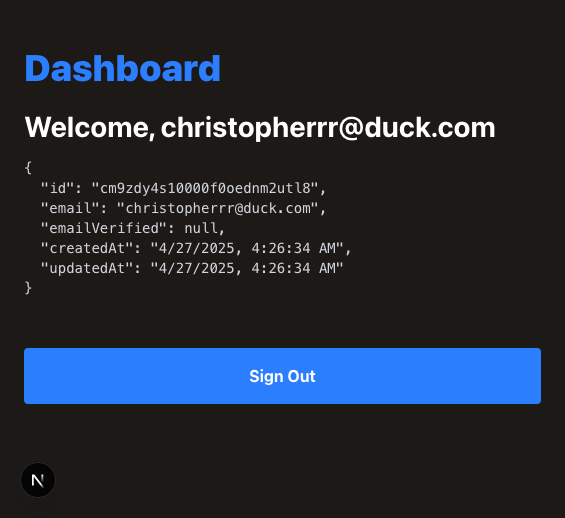 Dashboard
Welcome, christopherrr@duck.com
{
  "id": "cm9zdy4s10000f0oednm2utl8",
  "email": "christopherrr@duck.com",
  "emailVerified": null,
  "createdAt": "4/27/2025, 4:26:34 AM",
  "updatedAt": "4/27/2025, 4:26:34 AM"
}
Sign Out
N